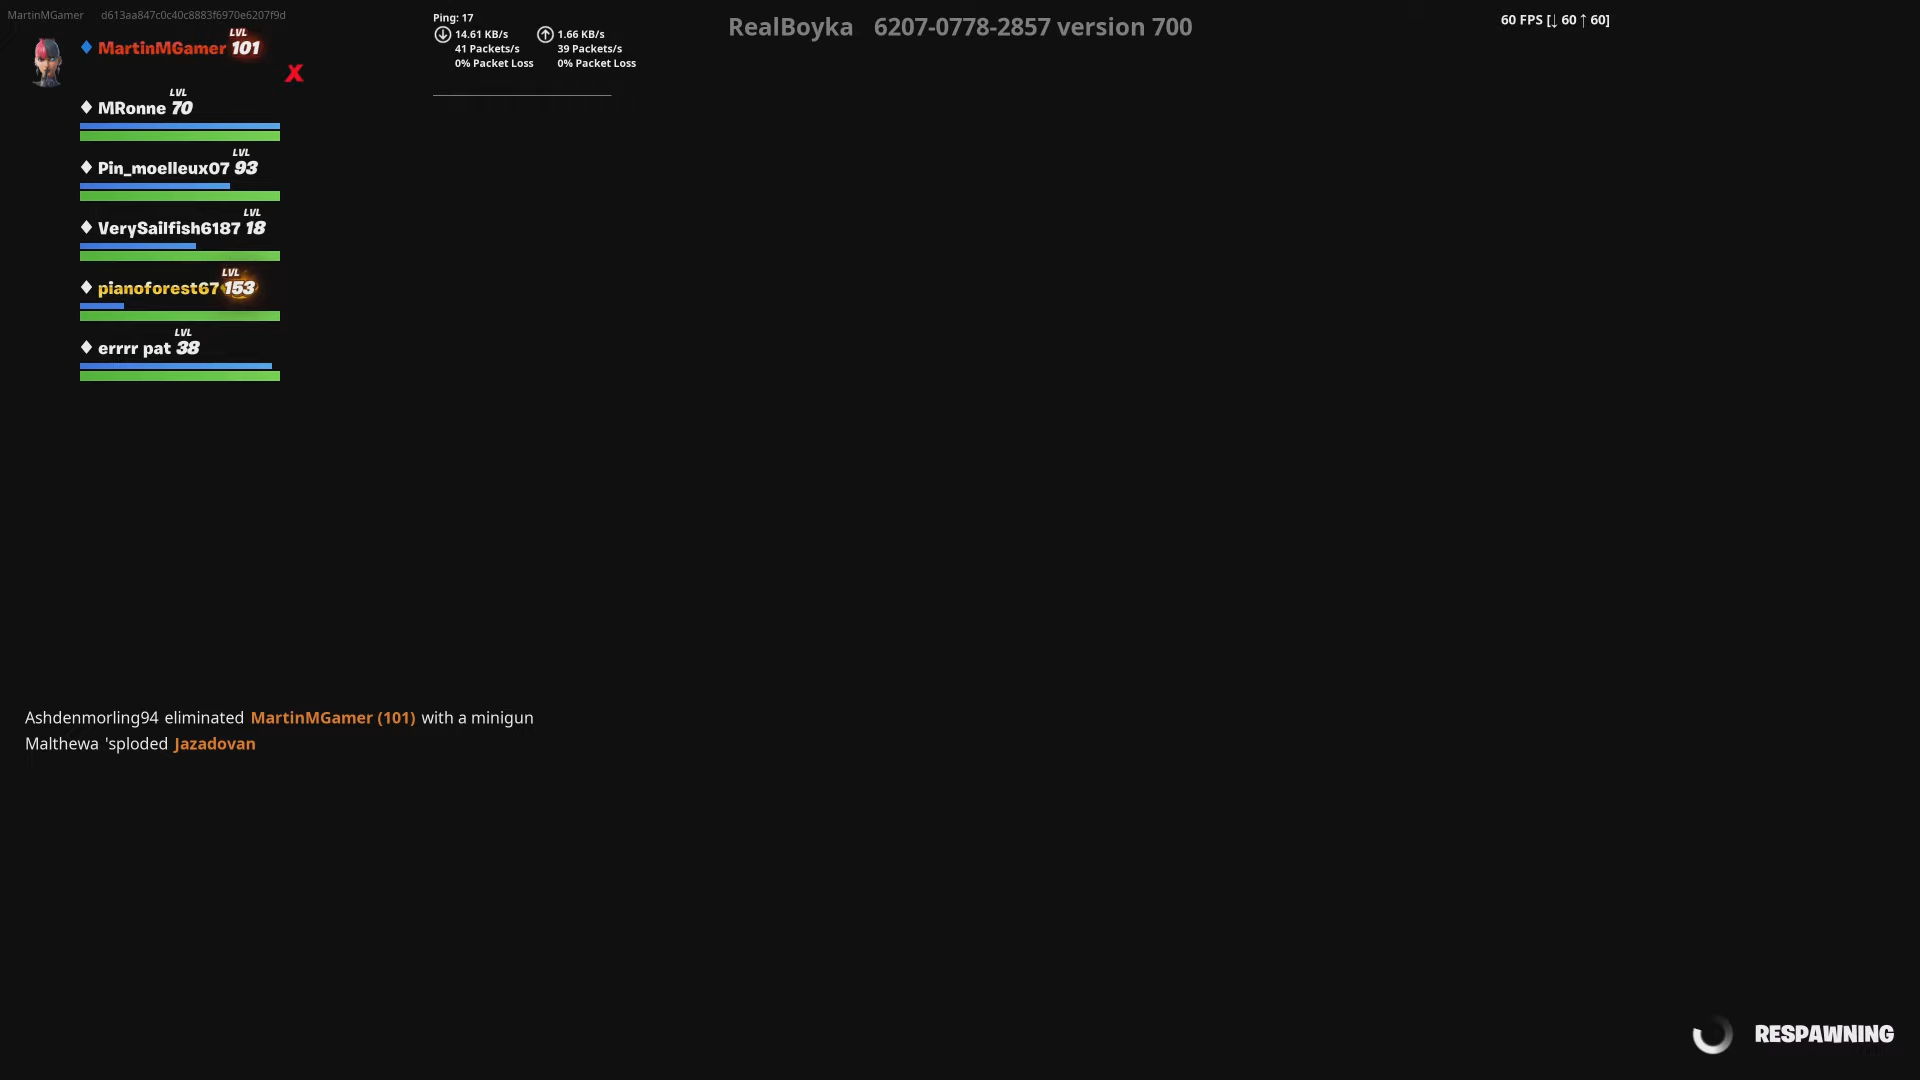 MartinMGamer d613aa847c0c40c8883f6970e6207f9d
LVL
MartinMGamer 101
X
LVL
MRonne 70
LVL
Pin_moelleux07 93
LVL
VerySailfish6187 18
LVL
pianoforest67 153
LVL
errrr pat 38
Ping: 17
14.61 KB/s 1.66 KB/s
41 Packets/s 39 Packets/s
0% Packet Loss 0% Packet Loss
RealBoyka 6207-0778-2857 version 700
60 FPS [↓ 60 ↑ 60]
Ashdenmorling94 eliminated MartinMGamer (101) with a minigun
Malthewa 'sploded Jazadovan
RESPAWNING